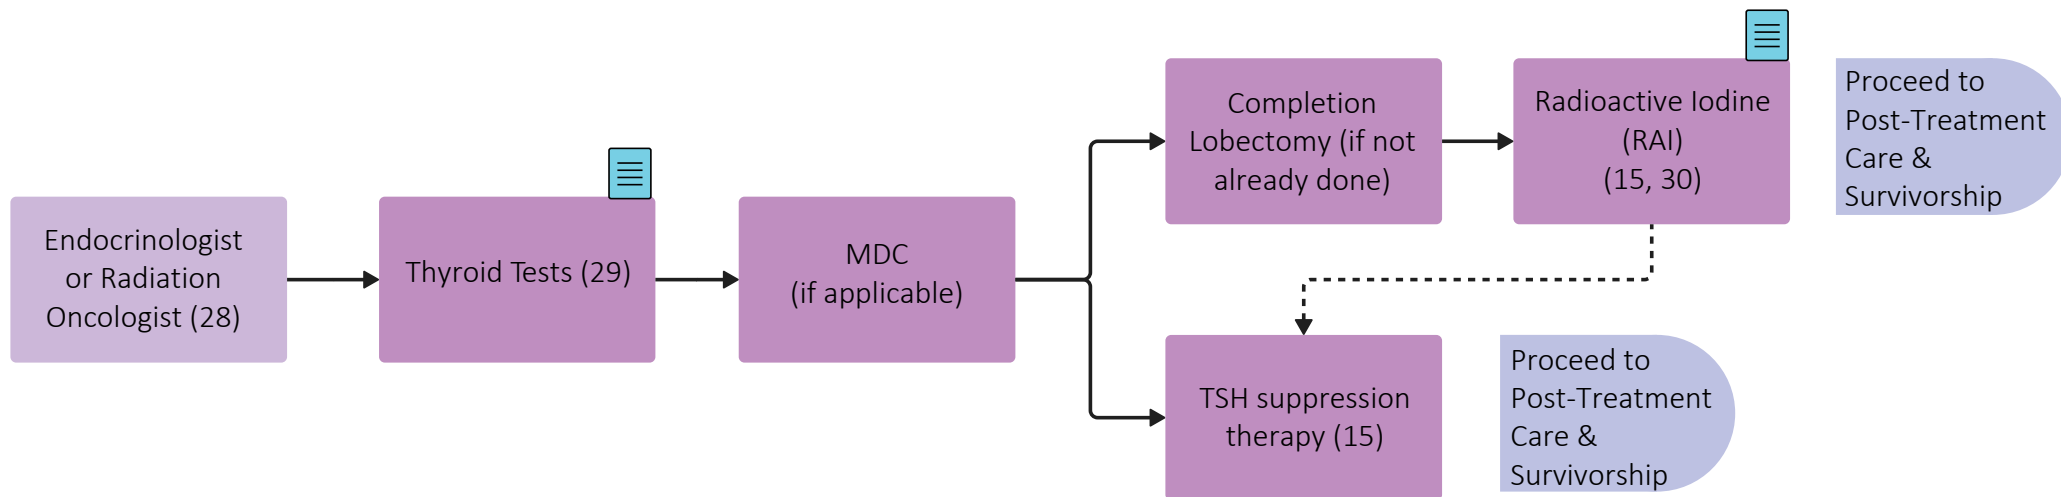 Endocrinologist
or Radiation
Oncologist (28)
Thyroid Tests (29)
MDC
(if applicable)
Completion
Lobectomy (if not
already done)
Radioactive Iodine
(RAI)
(15, 30)
Proceed to
Post-Treatment
Care &
Survivorship
TSH suppression
therapy (15)
Proceed to
Post-Treatment
Care &
Survivorship